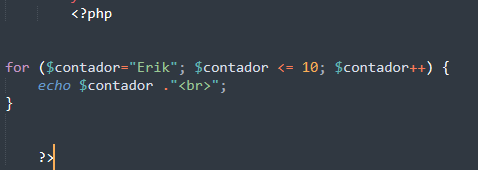 <?php
for ($contador="Erik"; $contador <= 10; $contador++) {
echo $contador ."<br>";
}
?>